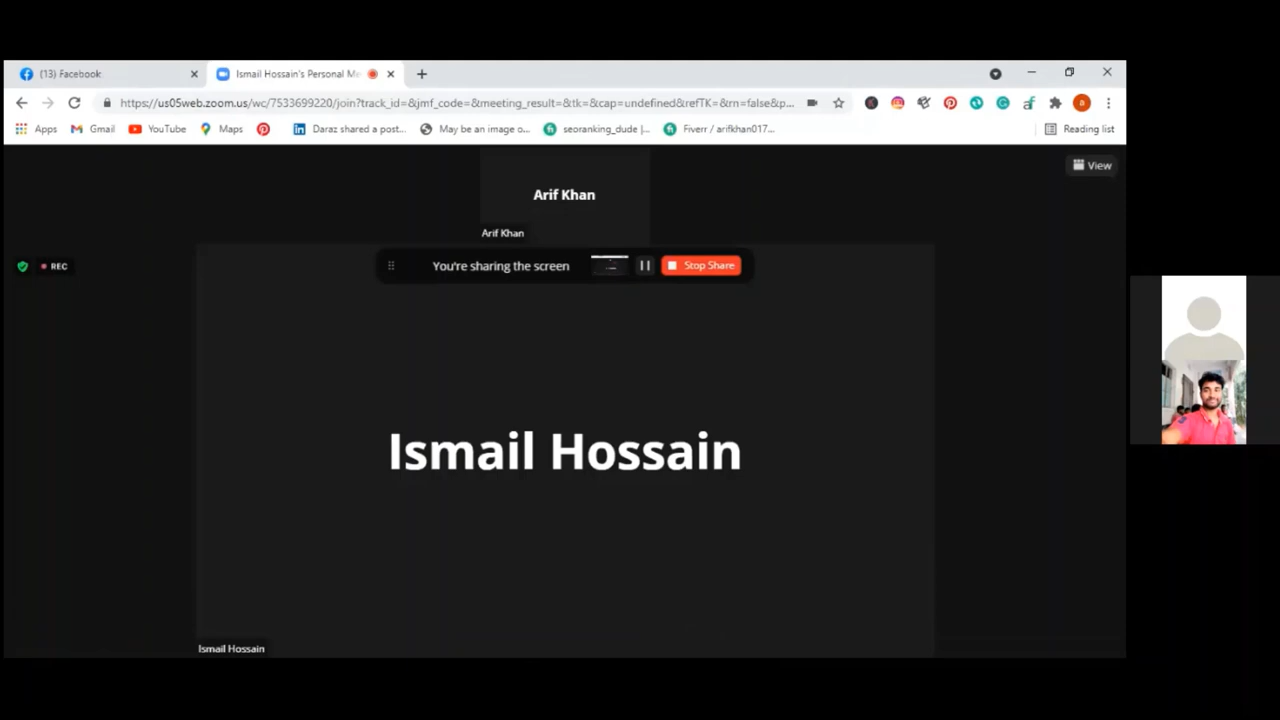 (13) Facebook
Ismail Hossain's Personal Me
https://us05web.zoom.us/wc/7533699220/join?track_id=&jmf_code=&meeting_result=&tk=&cap=undefined&refTK=&rn=false&p...
Apps Gmail YouTube Maps Daraz shared a post... May be an image o... seoranking_dude |... Fiverr / arifkhan017... Reading list
View
Arif Khan
Arif Khan
REC You're sharing the screen Stop Share
Ismail Hossain
Ismail Hossain